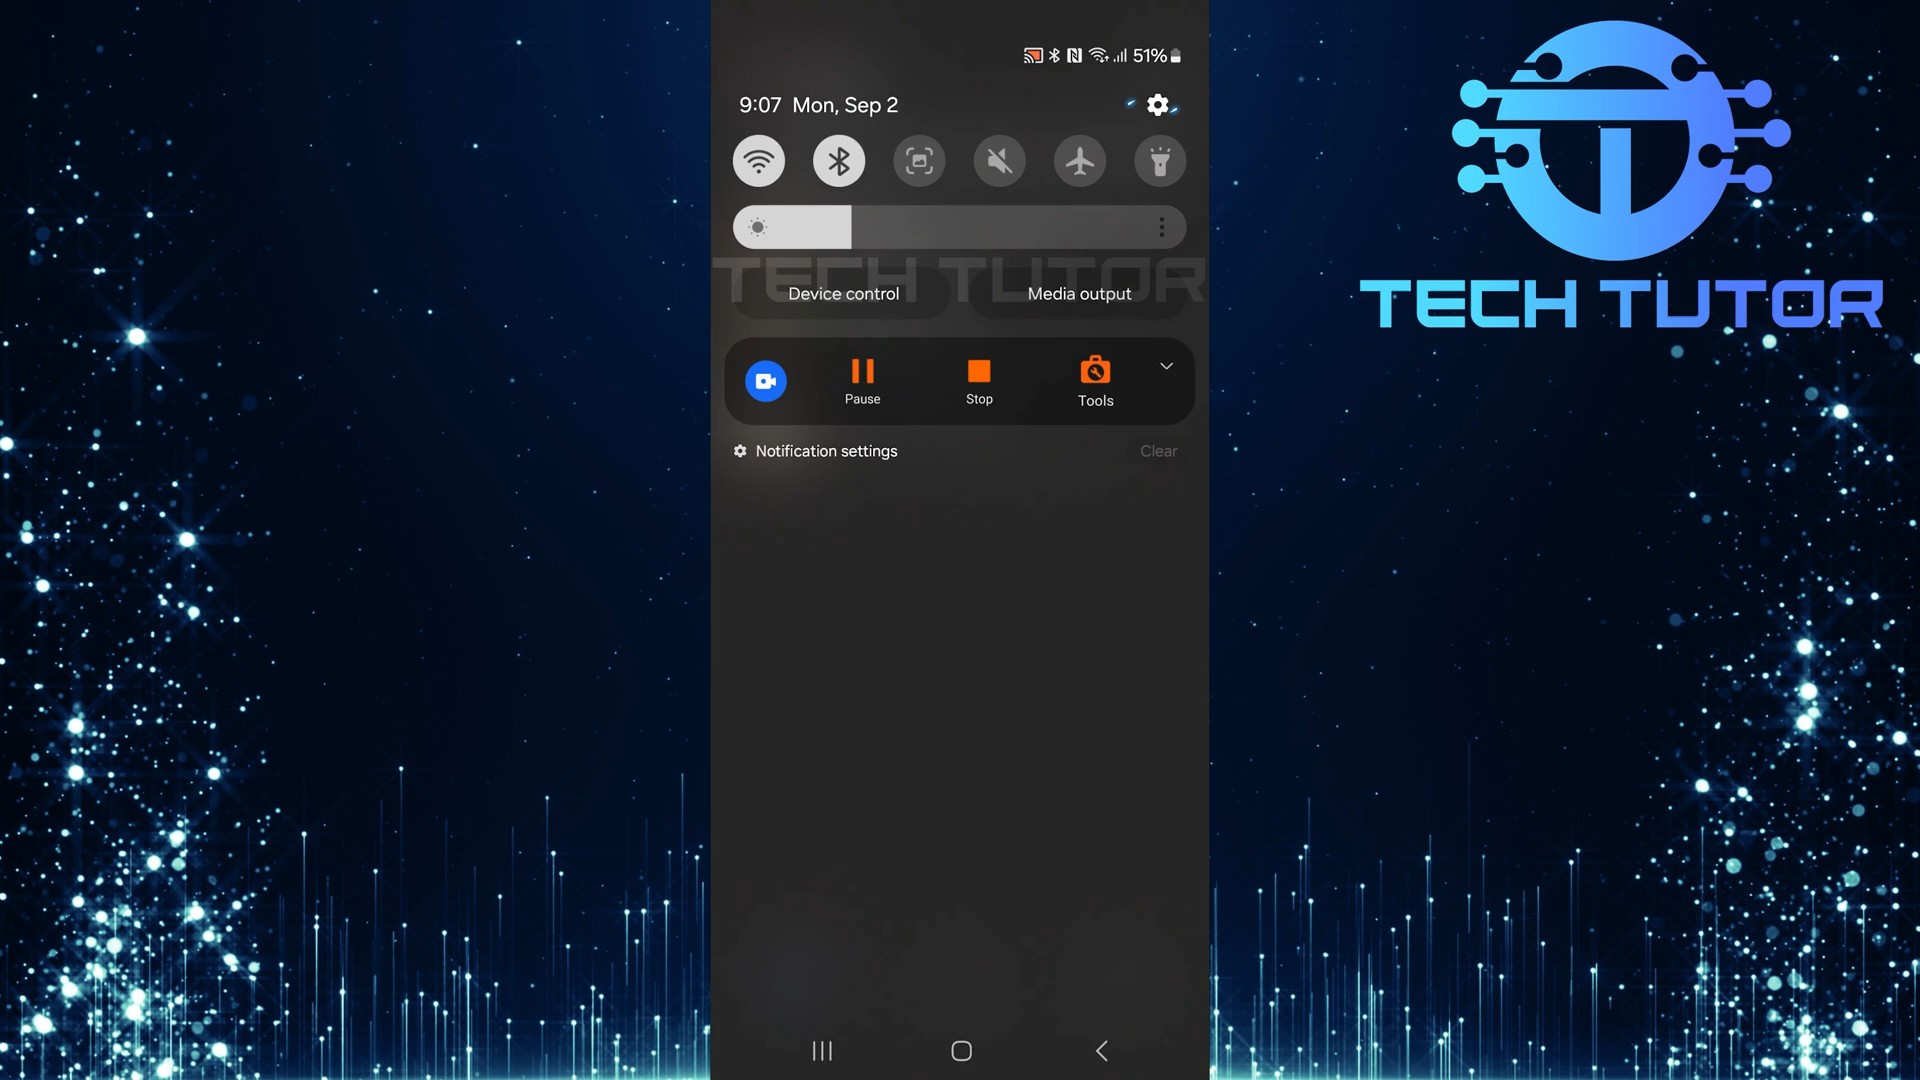 51%
9:07 Mon, Sep 2
TECH TUTOR
Device control Media output
TECH TUTOR
Pause Stop Tools
Notification settings Clear